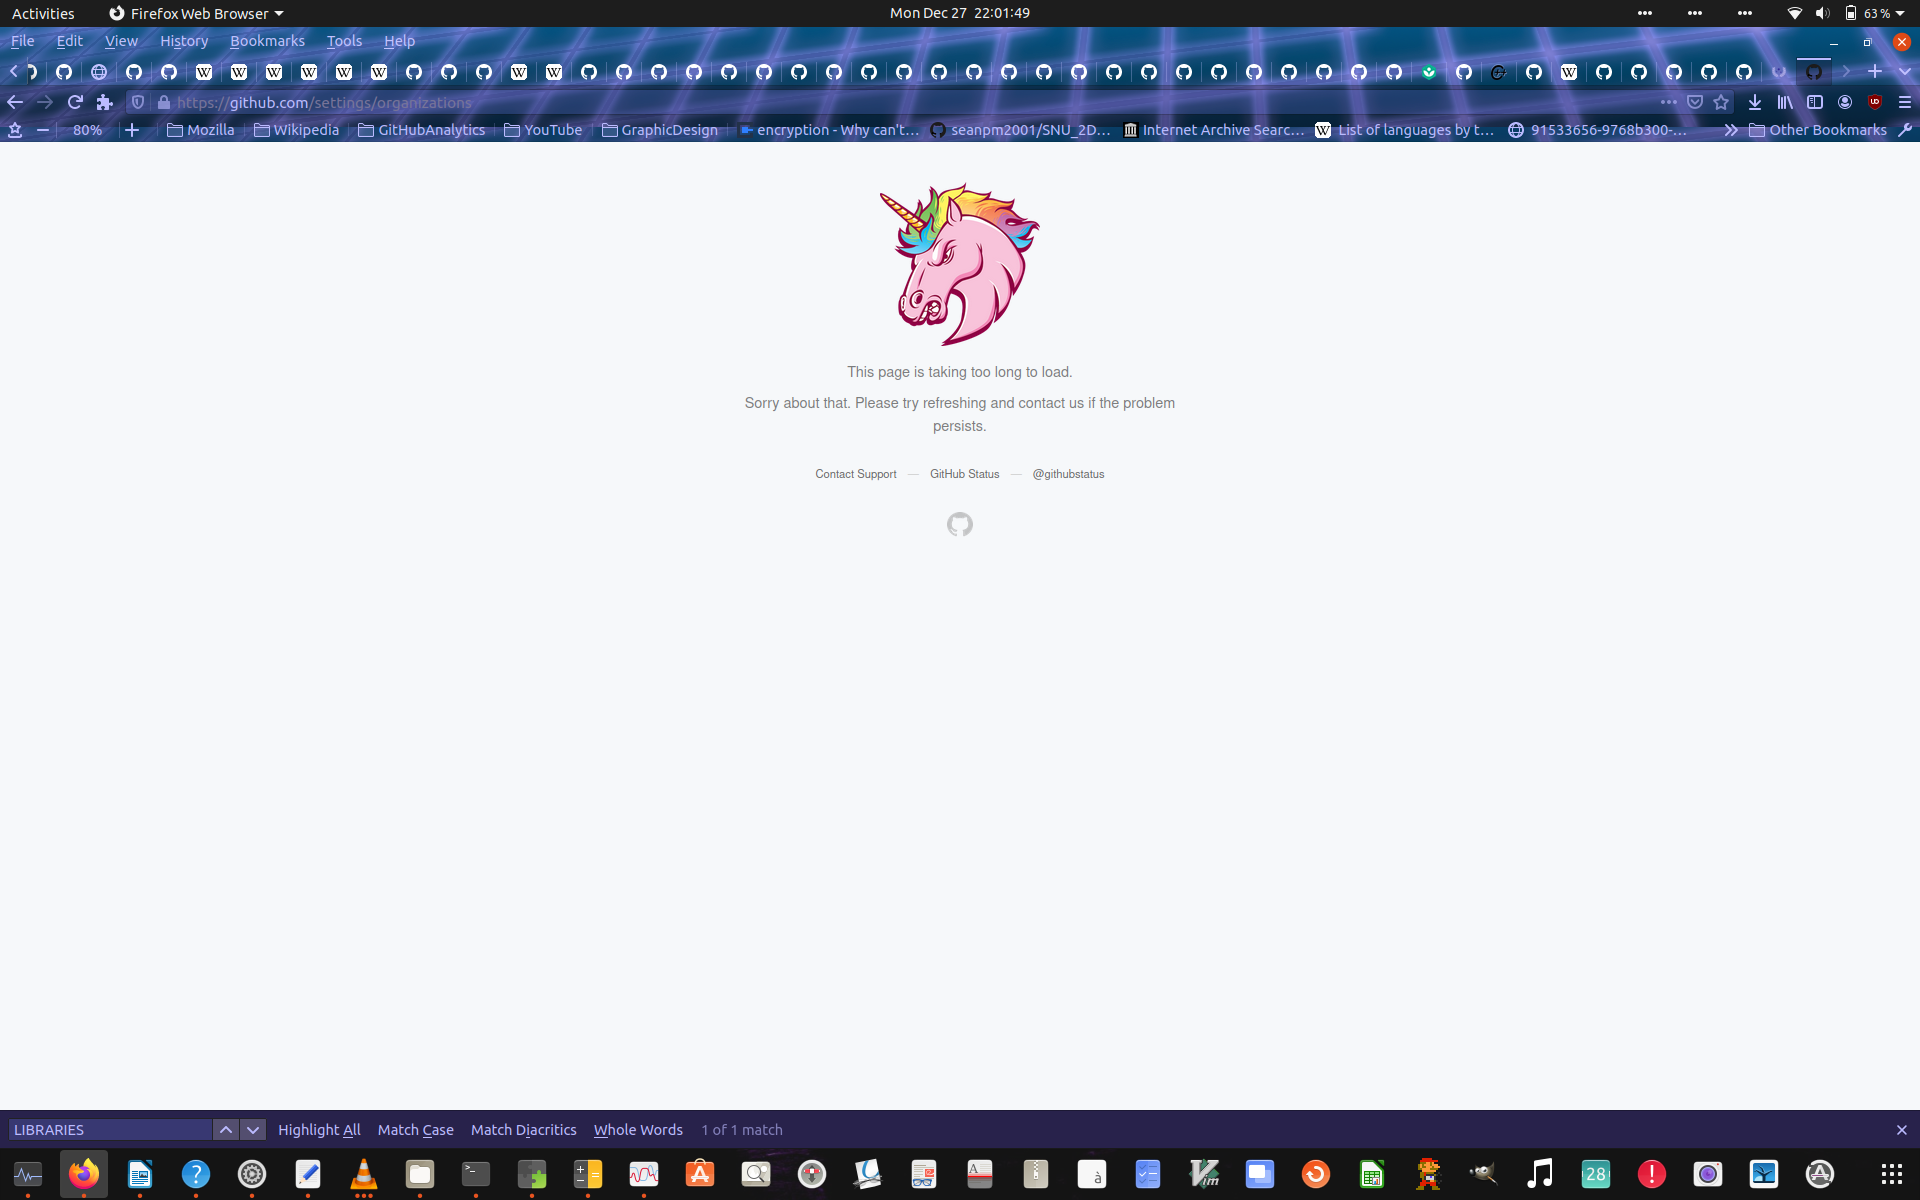 Activities Firefox Web Browser Mon Dec 27 22:01:49 63 %
File Edit View History Bookmarks Tools Help
https://github.com/settings/organizations
80% Mozilla Wikipedia GitHubAnalytics YouTube GraphicDesign encryption - Why can't... seanpm2001/SNU_2D... Internet Archive Searc... List of languages by t... 91533656-9768b300-... Other Bookmarks
This page is taking too long to load.
Sorry about that. Please try refreshing and contact us if the problem
persists.
Contact Support — GitHub Status — @githubstatus
LIBRARIES Highlight All Match Case Match Diacritics Whole Words 1 of 1 match
28